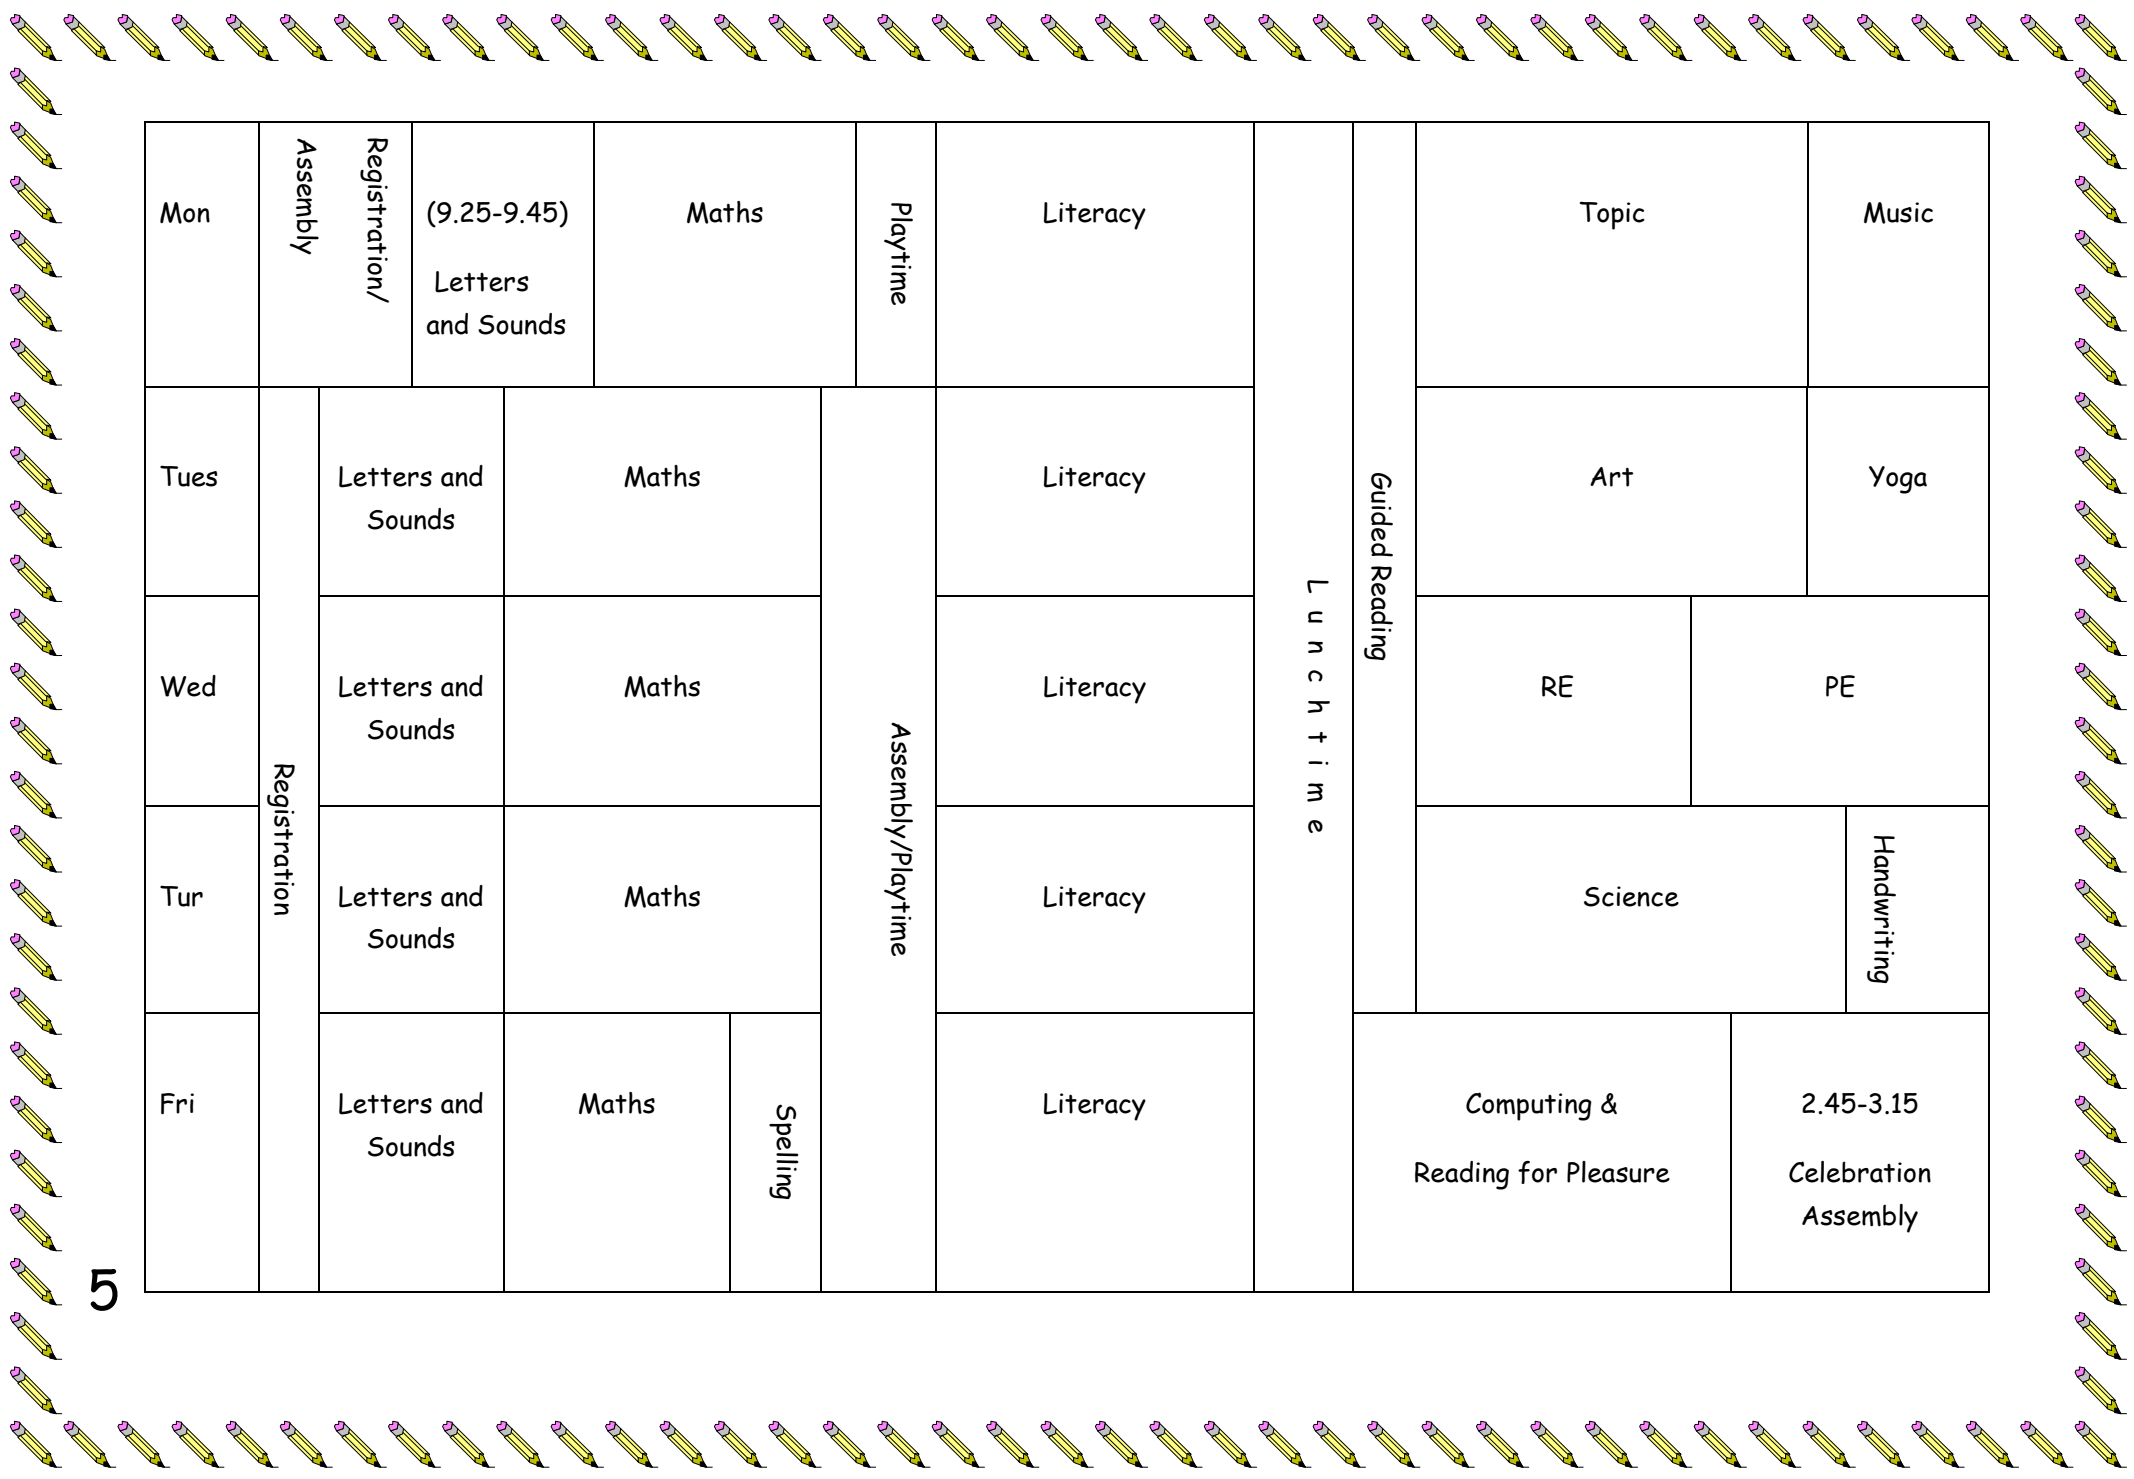 Mon
Registration/
Assembly
(9.25-9.45)
Letters
and Sounds
Maths
Playtime
Literacy
Lunchtime
Guided Reading
Topic
Music
Tues
Registration
Letters and
Sounds
Maths
Assembly/Playtime
Literacy
Art
Yoga
Wed
Letters and
Sounds
Maths
Literacy
RE
PE
Tur
Letters and
Sounds
Maths
Literacy
Science
Handwriting
Fri
Letters and
Sounds
Maths
Spelling
Literacy
Computing &
Reading for Pleasure
2.45-3.15
Celebration
Assembly
5